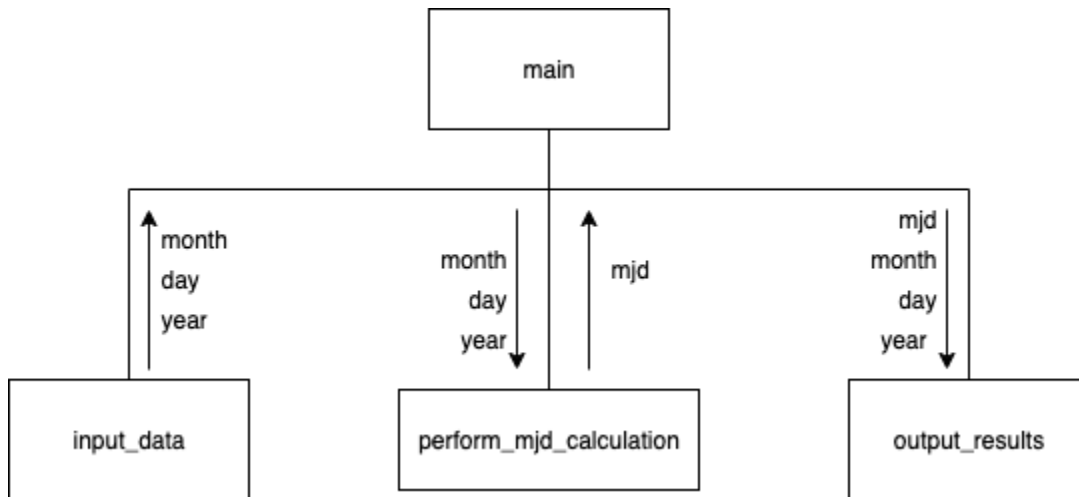 main
month
day
year
month
day
year
mjd
mjd
month
day
year
input_data
perform_mjd_calculation
output_results